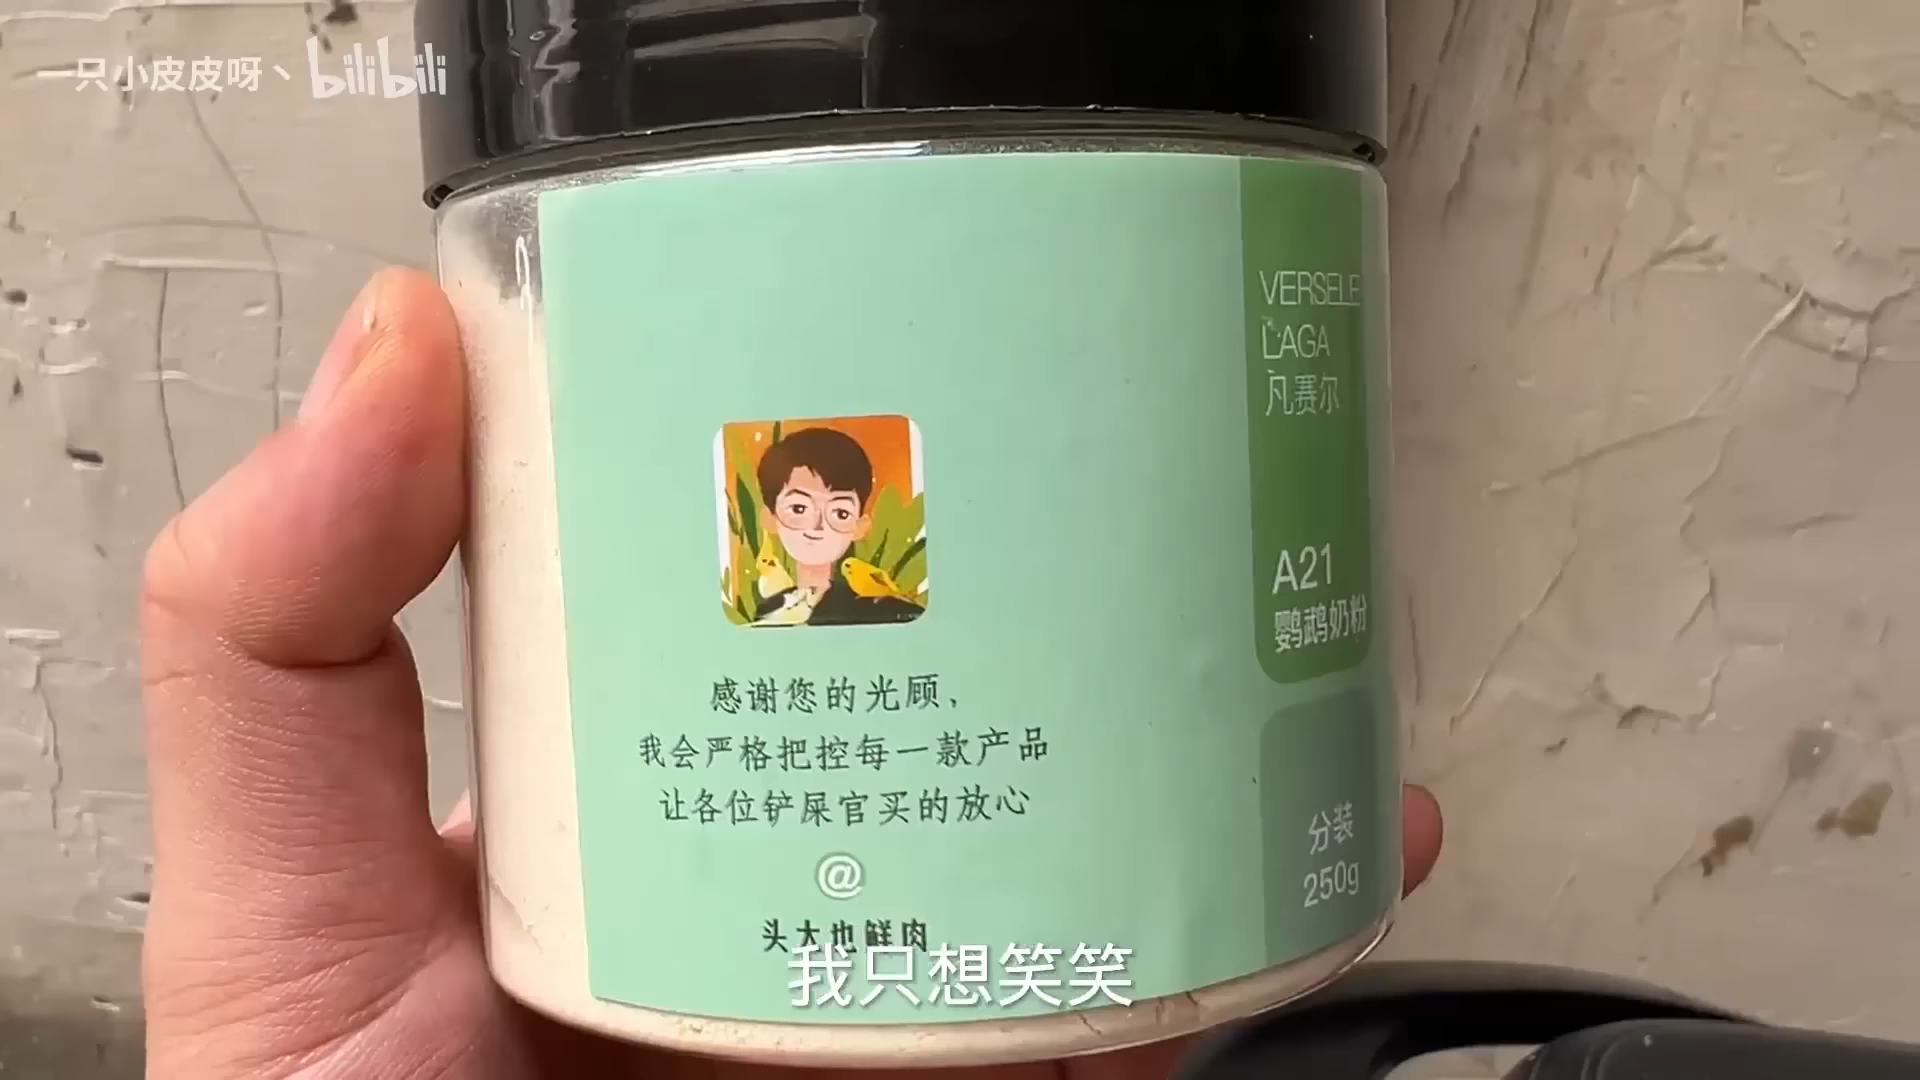 一只小皮皮呀丶 bilibili
VERSELE
LAGA
凡赛尔
A21
鹦鹉奶粉
感谢您的光顾，
我会严格把控每一款产品
让各位铲屎官买的放心
@
头大也鲜肉
分装
250g
我只想笑笑